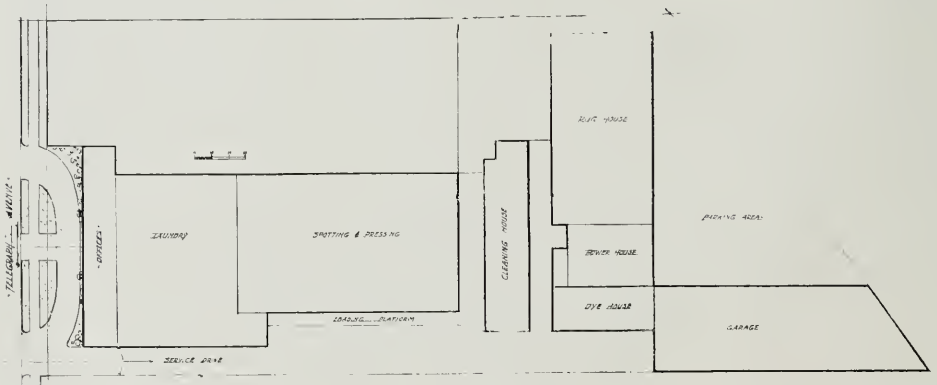 RUG HOUSE
PARKING AREA
- TELEGRAPH AVENUE -
- OFFICES -
LAUNDRY
SPOTTING & PRESSING
CLEANING HOUSE
POWER HOUSE
DYE HOUSE
LOADING PLATFORM
GARAGE
SERVICE DRIVE